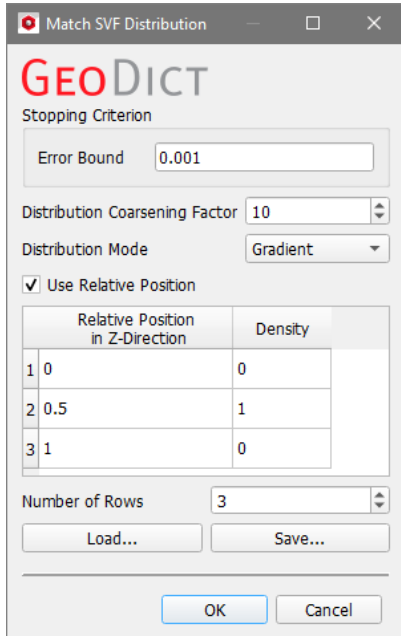 Match SVF Distribution
GEODICT
Stopping Criterion
Error Bound 0.001
Distribution Coarsening Factor 10
Distribution Mode Gradient
Use Relative Position
Relative Position
in Z-Direction
Density
1 0 0
2 0.5 1
3 1 0
Number of Rows 3
Load... Save...
OK Cancel